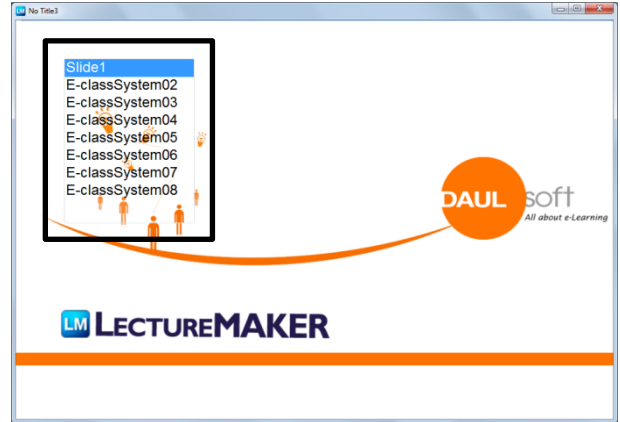 No Title3
Slide1
E-classSystem02
E-classSystem03
E-classSystem04
E-classSystem05
E-classSystem06
E-classSystem07
E-classSystem08
DAUL soft
All about e-Learning
LM LECTUREMAKER